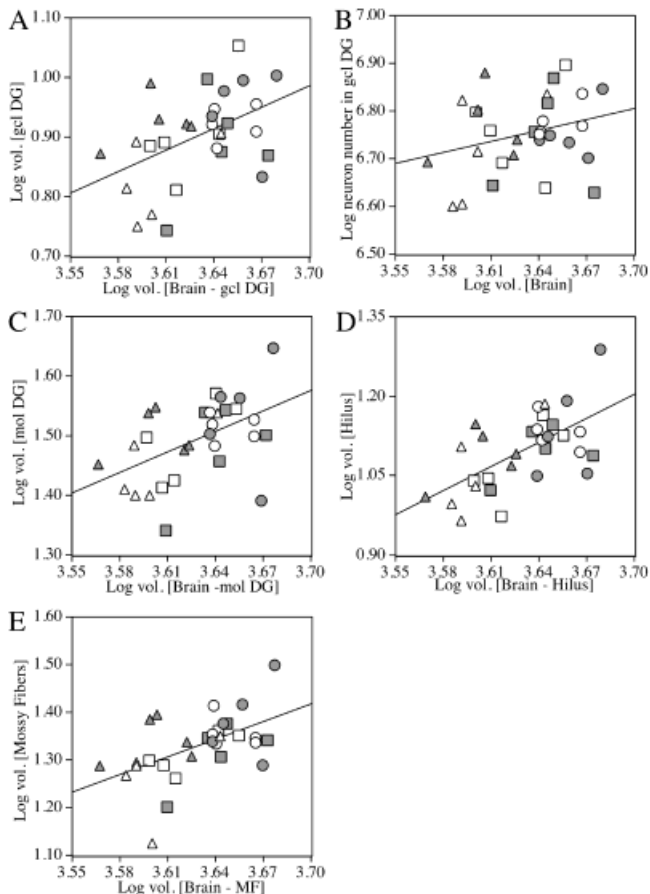 A
B
Log vol. [gcl DG]
1.10
1.00
0.90
0.80
0.70
3.55 3.58 3.61 3.64 3.67 3.70
Log vol. [Brain - gcl DG]
Log neuron number in gcl DG
7.00
6.90
6.80
6.70
6.60
6.50
3.55 3.58 3.61 3.64 3.67 3.70
Log vol. [Brain]
C
D
Log vol. [mol DG]
1.70
1.60
1.50
1.40
1.30
3.55 3.58 3.61 3.64 3.67 3.70
Log vol. [Brain -mol DG]
Log vol. [Hilus]
1.35
1.20
1.05
0.90
3.55 3.58 3.61 3.64 3.67 3.70
Log vol. [Brain - Hilus]
E
Log vol. [Mossy Fibers]
1.60
1.50
1.40
1.30
1.20
1.10
3.55 3.58 3.61 3.64 3.67 3.70
Log vol. [Brain - MF]